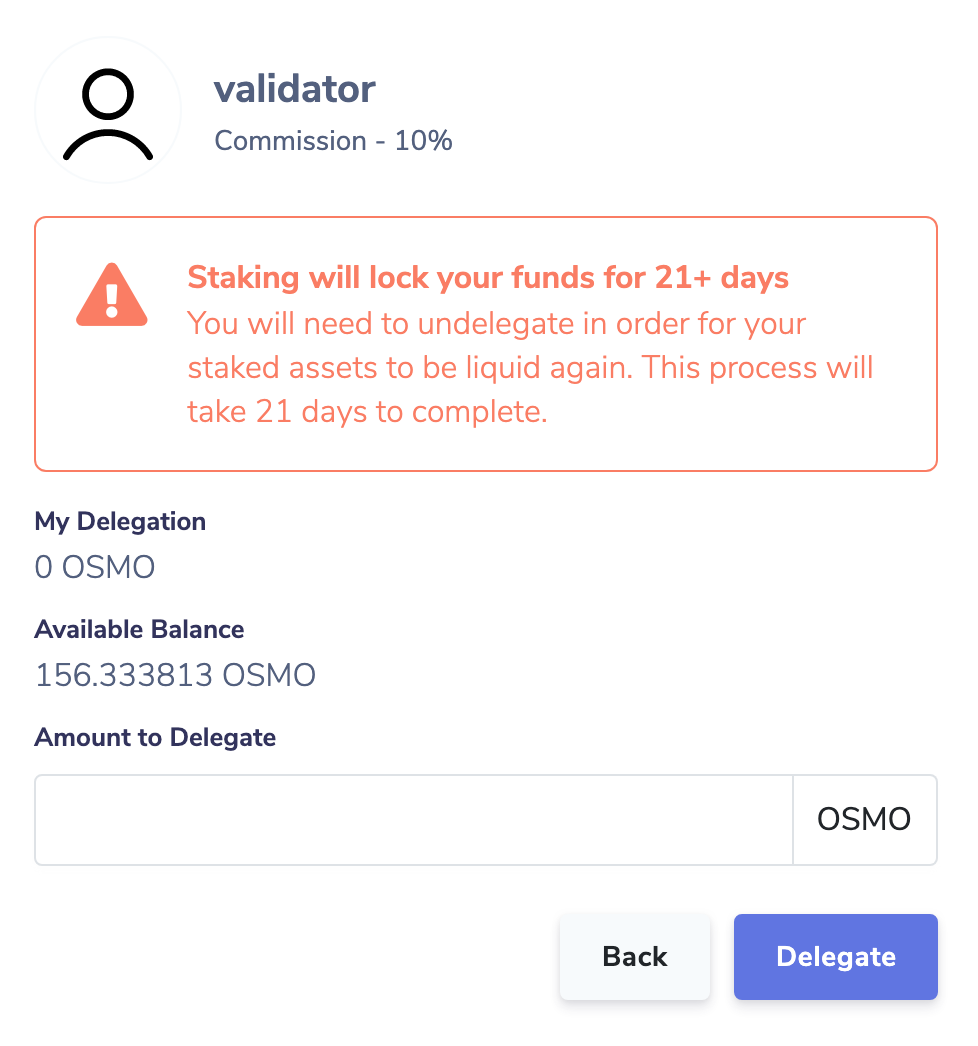 validator
Commission - 10%
Staking will lock your funds for 21+ days
You will need to undelegate in order for your
staked assets to be liquid again. This process will
take 21 days to complete.
My Delegation
0 OSMO
Available Balance
156.333813 OSMO
Amount to Delegate
OSMO
Back
Delegate